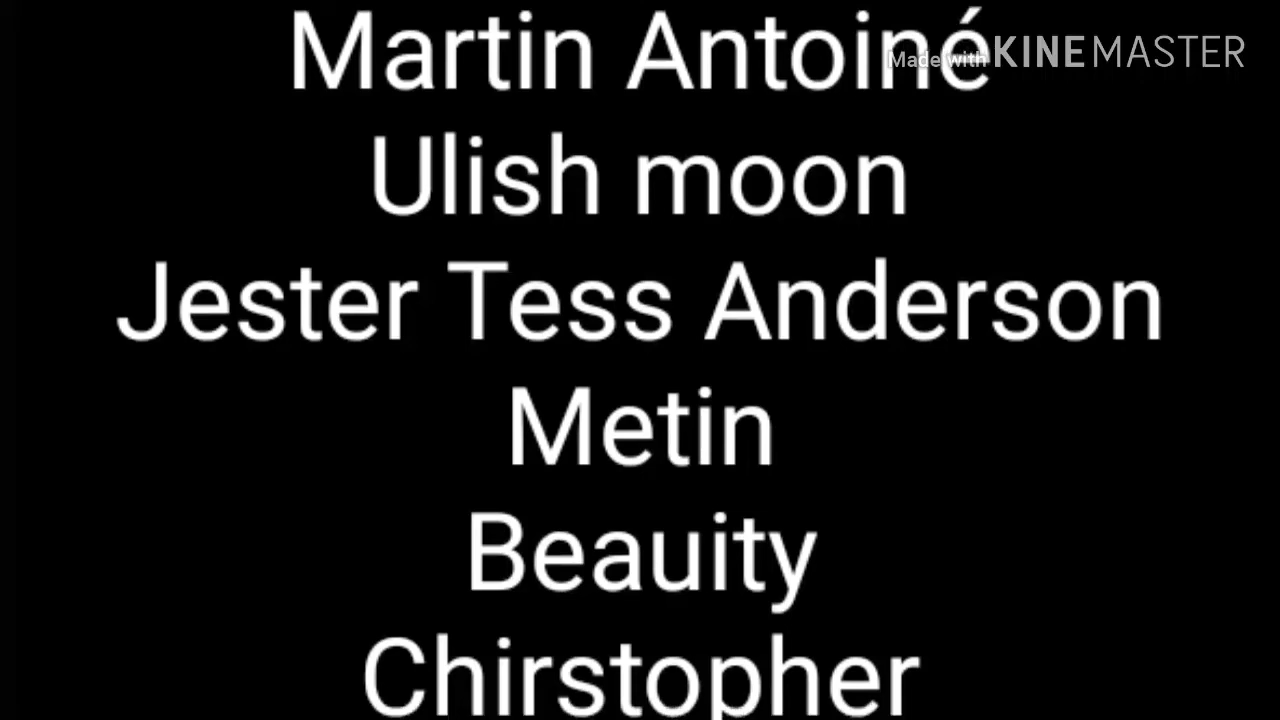 Martin Antoiné
Made with KINEMASTER
Ulish moon
Jester Tess Anderson
Metin
Beauity
Chirstopher